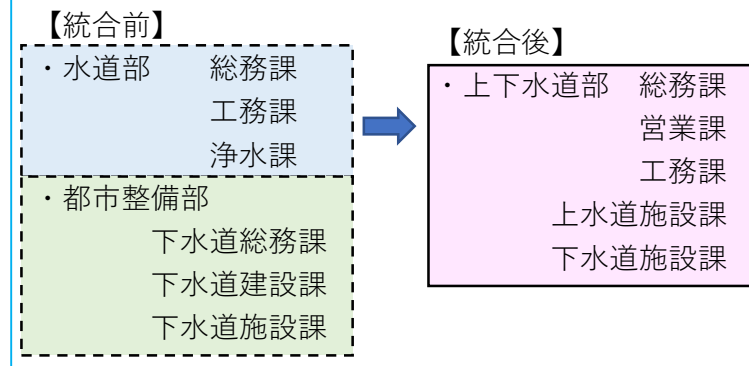 【統合前】
・水道部　総務課
工務課
浄水課
・都市整備部
下水道総務課
下水道建設課
下水道施設課
【統合後】
・上下水道部　総務課
営業課
工務課
上水道施設課
下水道施設課